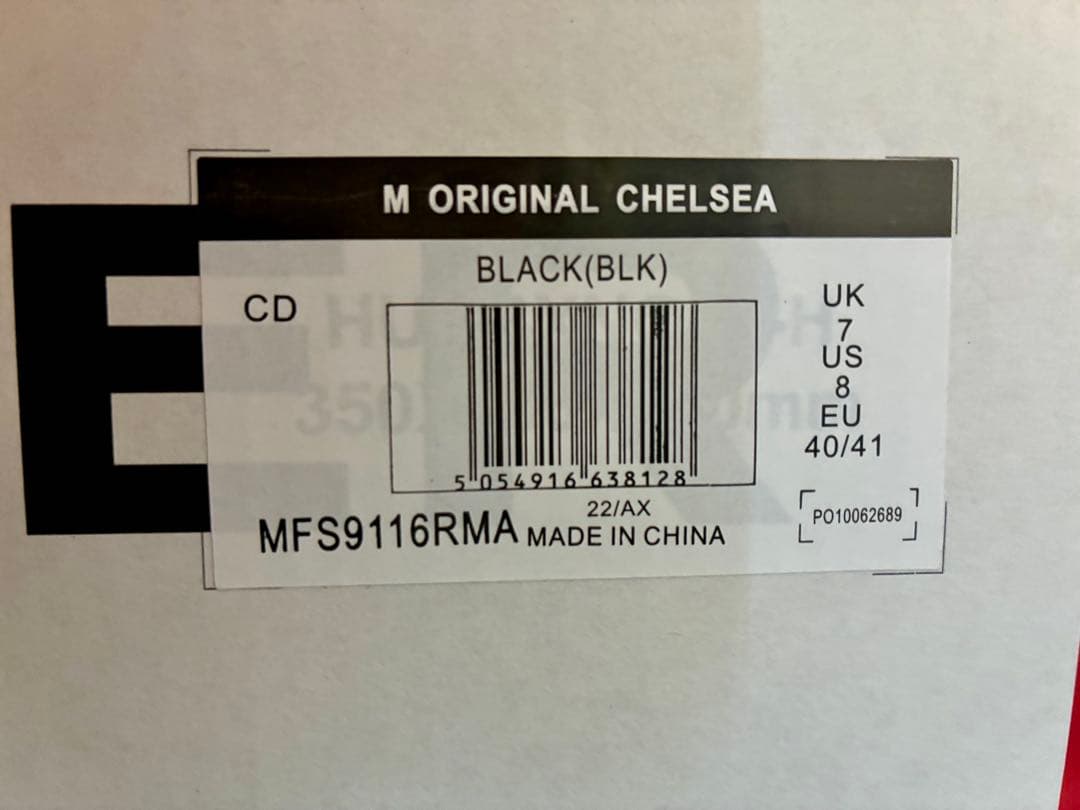 M ORIGINAL CHELSEA
BLACK(BLK)
CD
UK
7
US
8
EU
40/41
5 054916 638128
22/AX
MFS9116RMA MADE IN CHINA
PO10062689
E